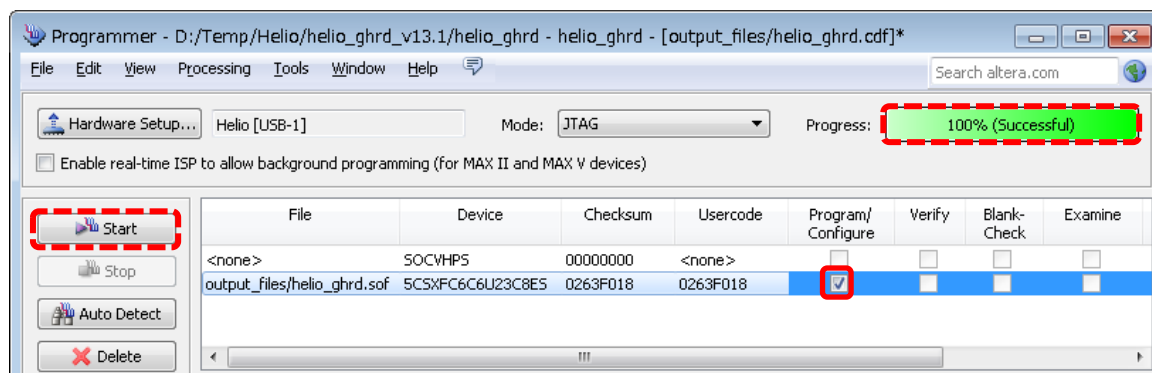 Programmer - D:/Temp/Helio/helio_ghrd_v13.1/helio_ghrd - helio_ghrd - [output_files/helio_ghrd.cdf]*
File Edit View Processing Tools Window Help Search altera.com
Hardware Setup... Helio [USB-1] Mode: JTAG Progress: 100% (Successful)
Enable real-time ISP to allow background programming (for MAX II and MAX V devices)
Start
Stop
Auto Detect
Delete
File Device Checksum Usercode Program/ Configure Verify Blank- Check Examine
<none> SOCVHPS 00000000 <none>
output_files/helio_ghrd.sof 5CSXFC6C6U23C8ES 0263F018 0263F018